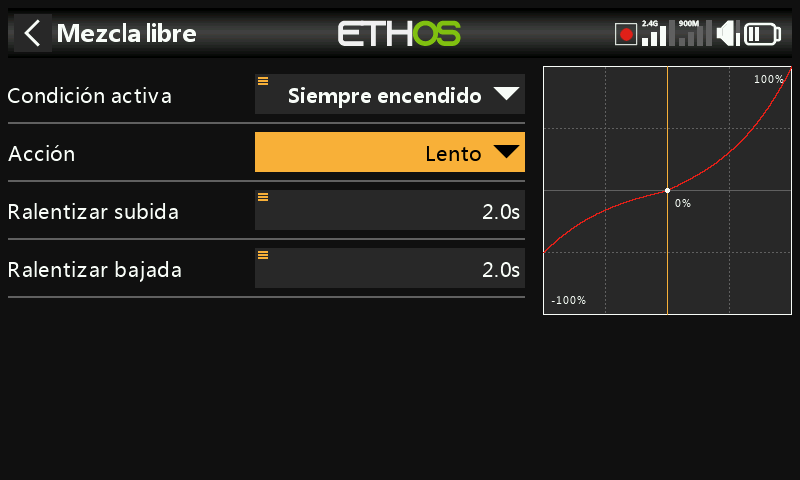 Mezcla libre
ETHOS
2.4G
900M
Condición activa
Siempre encendido
Acción
Lento
Ralentizar subida
2.0s
Ralentizar bajada
2.0s
100%
0%
-100%